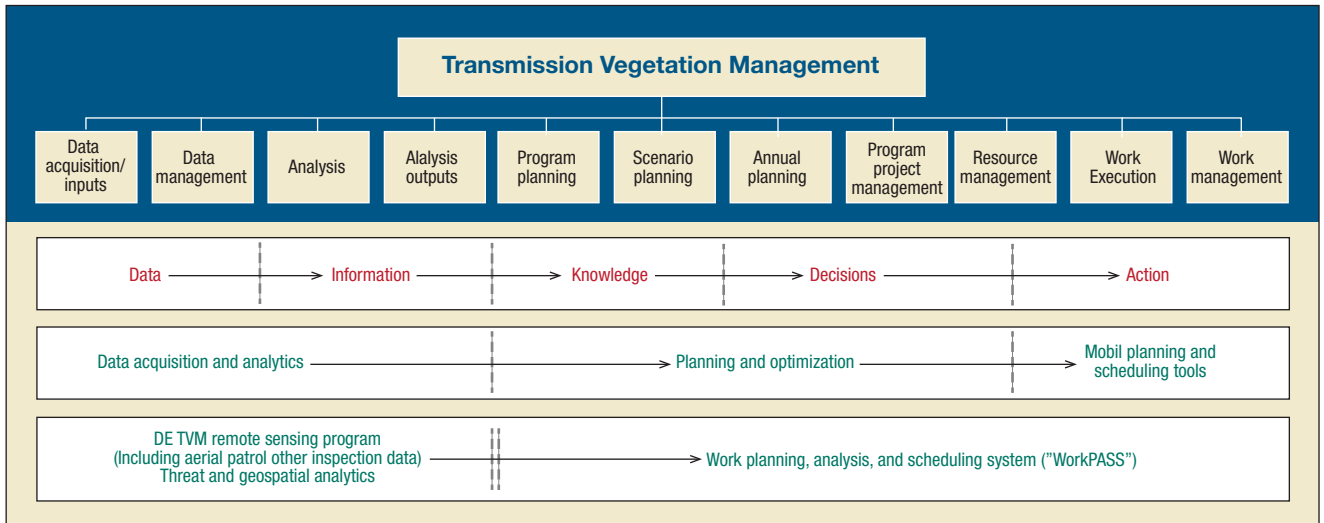 Transmission Vegetation Management
Data
acquisition/
inputs
Data
management
Analysis
Alalysis
outputs
Program
planning
Scenario
planning
Annual
planning
Program
project
management
Resource
management
Work
Execution
Work
management
Data
Information
Knowledge
Decisions
Action
Data acquisition and analytics
Planning and optimization
Mobil planning and
scheduling tools
DE TVM remote sensing program
(Including aerial patrol other inspection data)
Threat and geospatial analytics
Work planning, analysis, and scheduling system (”WorkPASS”)